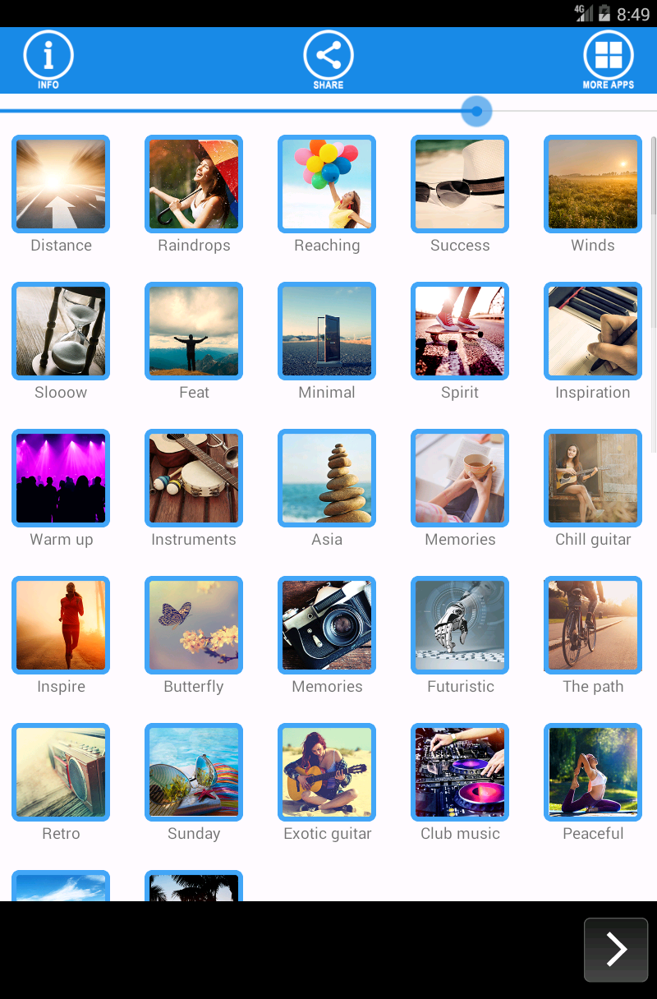 4G 8:49
INFO SHARE MORE APPS
Distance Raindrops Reaching Success Winds
Slooow Feat Minimal Spirit Inspiration
Warm up Instruments Asia Memories Chill guitar
Inspire Butterfly Memories Futuristic The path
Retro Sunday Exotic guitar Club music Peaceful